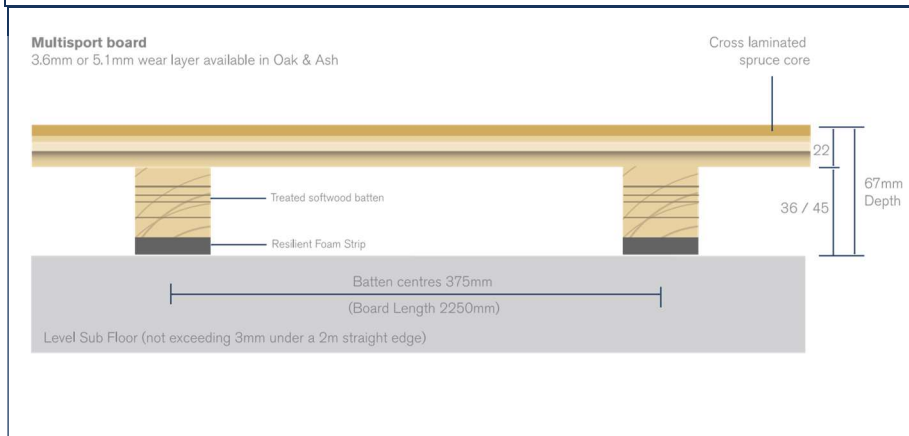 Multisport board
3.6mm or 5.1mm wear layer available in Oak & Ash
Cross laminated
spruce core
22
67mm
Depth
36 / 45
Treated softwood batten
Resilient Foam Strip
Batten centres 375mm
(Board Length 2250mm)
Level Sub Floor (not exceeding 3mm under a 2m straight edge)